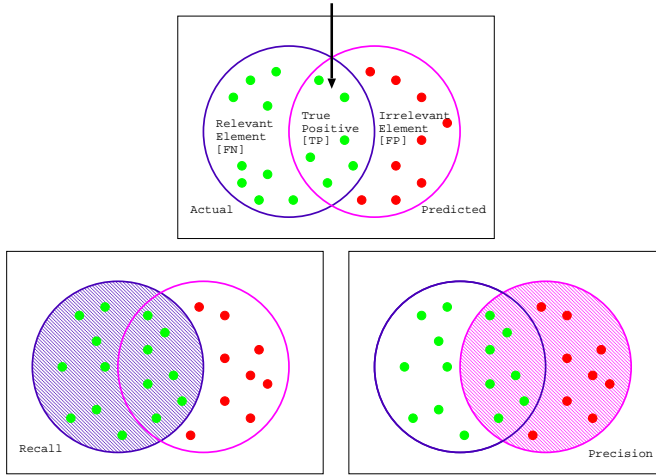 Relevant
Element
[FN]
True
Positive
[TP]
Irrelevant
Element
[FP]
Actual
Predicted
Recall
Precision